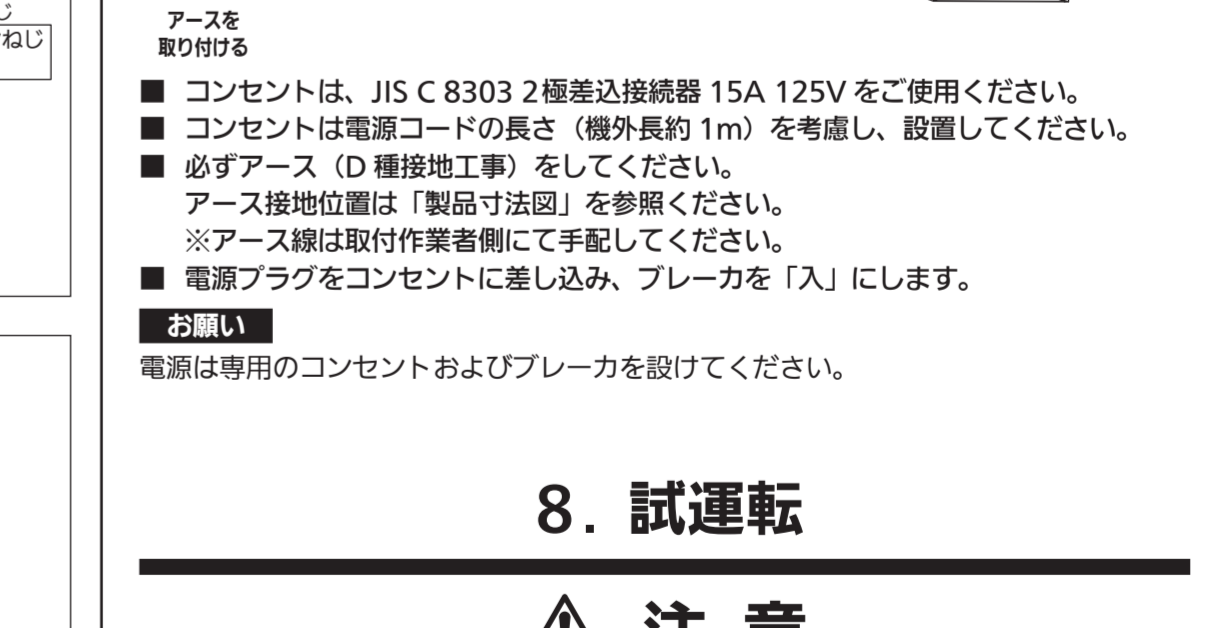 じ
ねじ
アースを
取り付ける
■ コンセントは、JIS C 8303 2極差込接続器 15A 125V をご使用ください。
■ コンセントは電源コードの長さ（機外長約 1m）を考慮し、設置してください。
■ 必ずアース（D 種接地工事）をしてください。
アース接地位置は「製品寸法図」を参照ください。
※アース線は取付作業者側にて手配してください。
■ 電源プラグをコンセントに差し込み、ブレーカを「入」にします。
お願い
電源は専用のコンセントおよびブレーカを設けてください。
8. 試運転
注 意